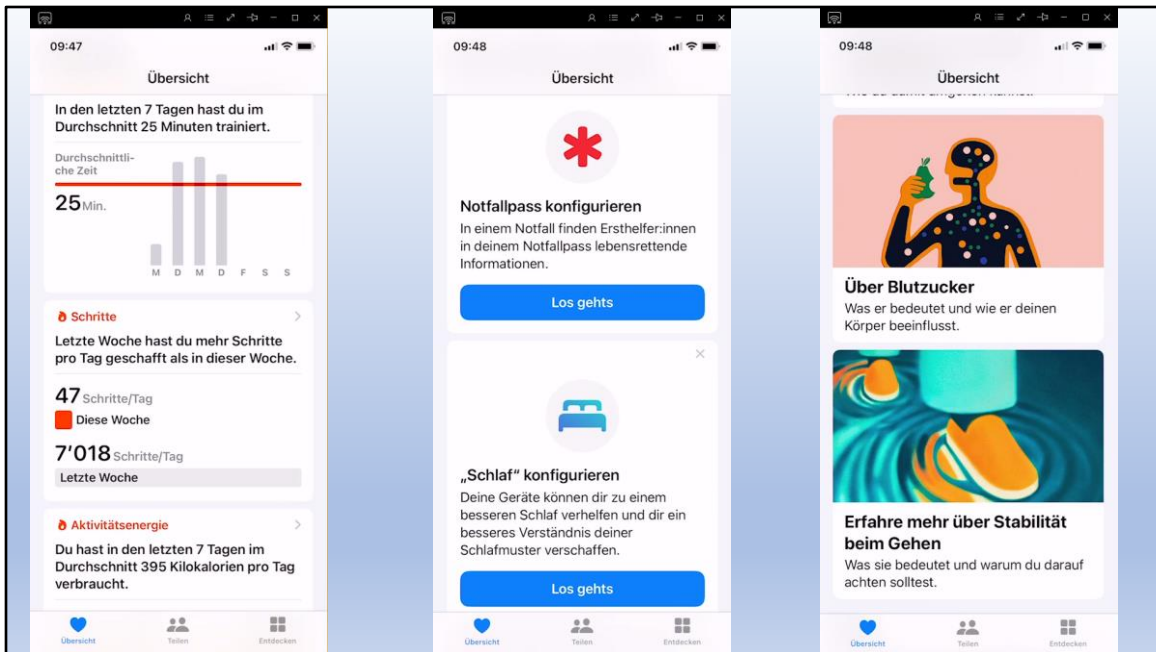 09:47
Übersicht
In den letzten 7 Tagen hast du im
Durchschnitt 25 Minuten trainiert.
Durchschnittli-
che Zeit
25 Min.
M D M D F S S
Schritte
Letzte Woche hast du mehr Schritte
pro Tag geschafft als in dieser Woche.
47 Schritte/Tag
Diese Woche
7’018 Schritte/Tag
Letzte Woche
Aktivitätsenergie
Du hast in den letzten 7 Tagen im
Durchschnitt 395 Kilokalorien pro Tag
verbraucht.
Übersicht Teilen Entdecken
09:48
Übersicht
Notfallpass konfigurieren
In einem Notfall finden Ersthelfer:innen
in deinem Notfallpass lebensrettende
Informationen.
Los gehts
„Schlaf“ konfigurieren
Deine Geräte können dir zu einem
besseren Schlaf verhelfen und dir ein
besseres Verständnis deiner
Schlafmuster verschaffen.
Los gehts
Übersicht Teilen Entdecken
09:48
Übersicht
Über Blutzucker
Was er bedeutet und wie er deinen
Körper beeinflusst.
Erfahre mehr über Stabilität
beim Gehen
Was sie bedeutet und warum du darauf
achten solltest.
Übersicht Teilen Entdecken